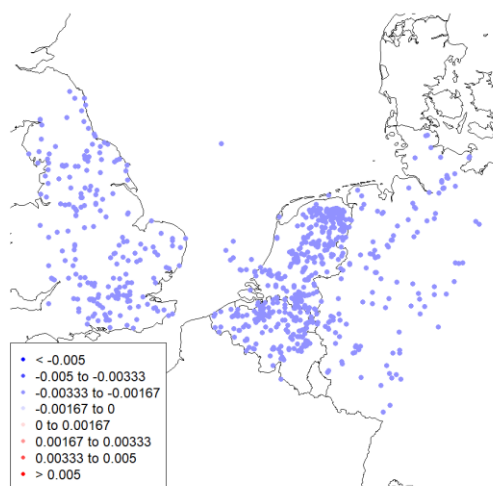 < -0.005
-0.005 to -0.00333
-0.00333 to -0.00167
-0.00167 to 0
0 to 0.00167
0.00167 to 0.00333
0.00333 to 0.005
> 0.005